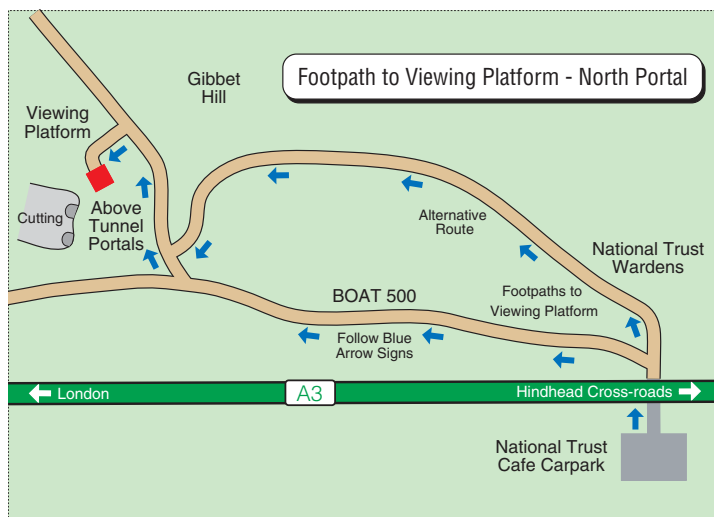 Footpath to Viewing Platform - North Portal
Gibbet
Hill
Viewing
Platform
Cutting
Above
Tunnel
Portals
Alternative
Route
National Trust
Wardens
BOAT 500
Footpaths to
Viewing Platform
Follow Blue
Arrow Signs
London
A3
Hindhead Cross-roads
National Trust
Cafe Carpark